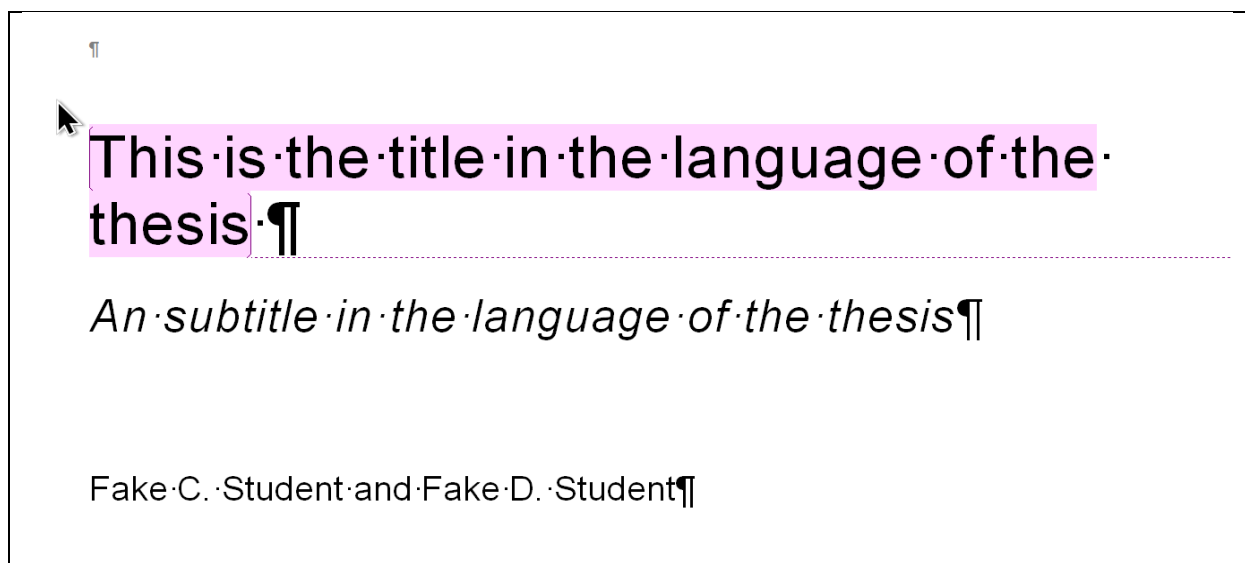 ¶
This·is·the·title·in·the·language·of·the·
thesis·¶
An·subtitle·in·the·language·of·the·thesis¶
Fake·C.·Student·and·Fake·D.·Student¶